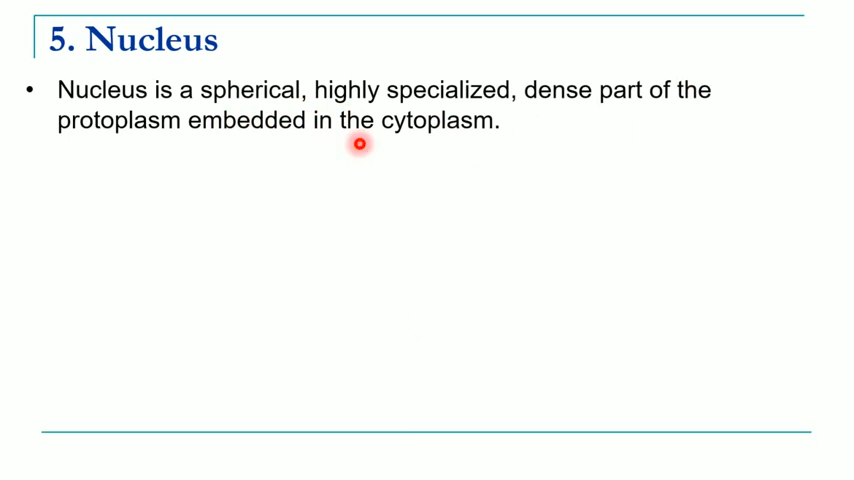 5. Nucleus
• Nucleus is a spherical, highly specialized, dense part of the
protoplasm embedded in the cytoplasm.